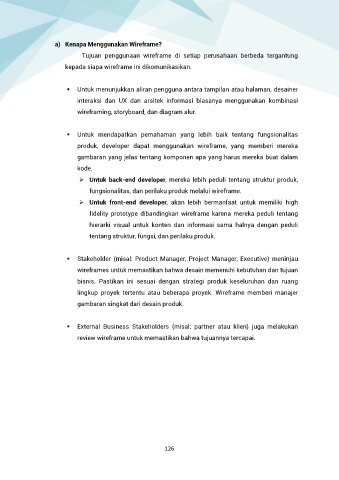 a) Kenapa Menggunakan Wireframe?
Tujuan penggunaan wireframe di setiap perusahaan berbeda tergantung
kepada siapa wireframe ini dikomunikasikan.
• Untuk menunjukkan aliran pengguna antara tampilan atau halaman, desainer
interaksi dan UX dan arsitek informasi biasanya menggunakan kombinasi
wireframing, storyboard, dan diagram alur.
• Untuk mendapatkan pemahaman yang lebih baik tentang fungsionalitas
produk, developer dapat menggunakan wireframe, yang memberi mereka
gambaran yang jelas tentang komponen apa yang harus mereka buat dalam
kode.
➢ Untuk back-end developer, mereka lebih peduli tentang struktur produk,
fungsionalitas, dan perilaku produk melalui wireframe.
➢ Untuk front-end developer, akan lebih bermanfaat untuk memiliki high
fidelity prototype dibandingkan wireframe karena mereka peduli tentang
hierarki visual untuk konten dan informasi sama halnya dengan peduli
tentang struktur, fungsi, dan perilaku produk.
• Stakeholder (misal: Product Manager, Project Manager, Executive) meninjau
wireframes untuk memastikan bahwa desain memenuhi kebutuhan dan tujuan
bisnis. Pastikan ini sesuai dengan strategi produk keseluruhan dan ruang
lingkup proyek tertentu atau beberapa proyek. Wireframe memberi manajer
gambaran singkat dari desain produk.
• External Business Stakeholders (misal: partner atau klien) juga melakukan
review wireframe untuk memastikan bahwa tujuannya tercapai.
126